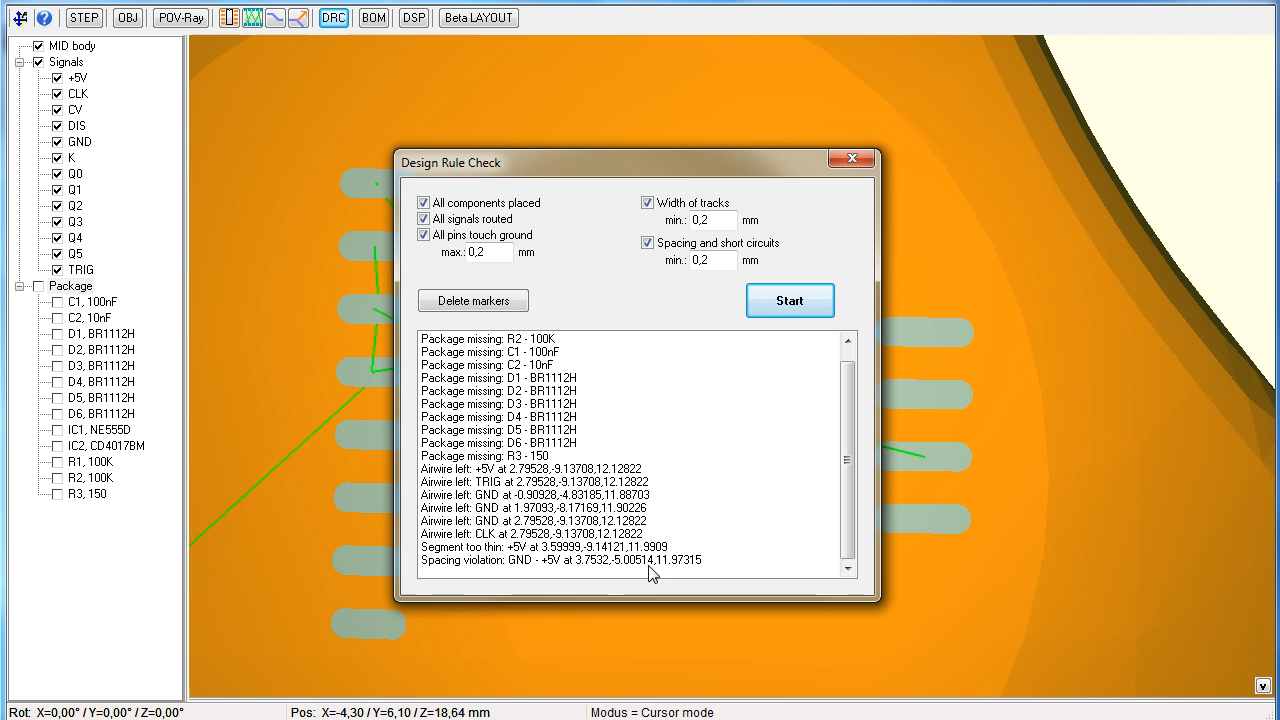 STEP OBJ POV-Ray DRC BOM DSP Beta LAYOUT
MID body
Signals
+5V
CLK
CV
DIS
GND
K
Q0
Q1
Q2
Q3
Q4
Q5
TRIG
Package
C1, 100nF
C2, 10nF
D1, BR1112H
D2, BR1112H
D3, BR1112H
D4, BR1112H
D5, BR1112H
D6, BR1112H
IC1, NE555D
IC2, CD4017BM
R1, 100K
R2, 100K
R3, 150
Design Rule Check
All components placed
All signals routed
All pins touch ground
max.: 0,2 mm
Width of tracks
min.: 0,2 mm
Spacing and short circuits
min.: 0,2 mm
Delete markers
Start
Package missing: R2 - 100K
Package missing: C1 - 100nF
Package missing: C2 - 10nF
Package missing: D1 - BR1112H
Package missing: D2 - BR1112H
Package missing: D3 - BR1112H
Package missing: D4 - BR1112H
Package missing: D5 - BR1112H
Package missing: D6 - BR1112H
Package missing: R3 - 150
Airwire left: +5V at 2.79528,-9.13708,12.12822
Airwire left: TRIG at 2.79528,-9.13708,12.12822
Airwire left: GND at -0.90928,-4.83185,11.88703
Airwire left: GND at 1.97093,-8.17169,11.90226
Airwire left: GND at 2.79528,-9.13708,12.12822
Airwire left: CLK at 2.79528,-9.13708,12.12822
Segment too thin: +5V at 3.59999,-9.14121,11.9909
Spacing violation: GND - +5V at 3.7532,-5.00514,11.97315
Rot: X=0,00° / Y=0,00° / Z=0,00°
Pos: X=-4,30 / Y=6,10 / Z=18,64 mm
Modus = Cursor mode